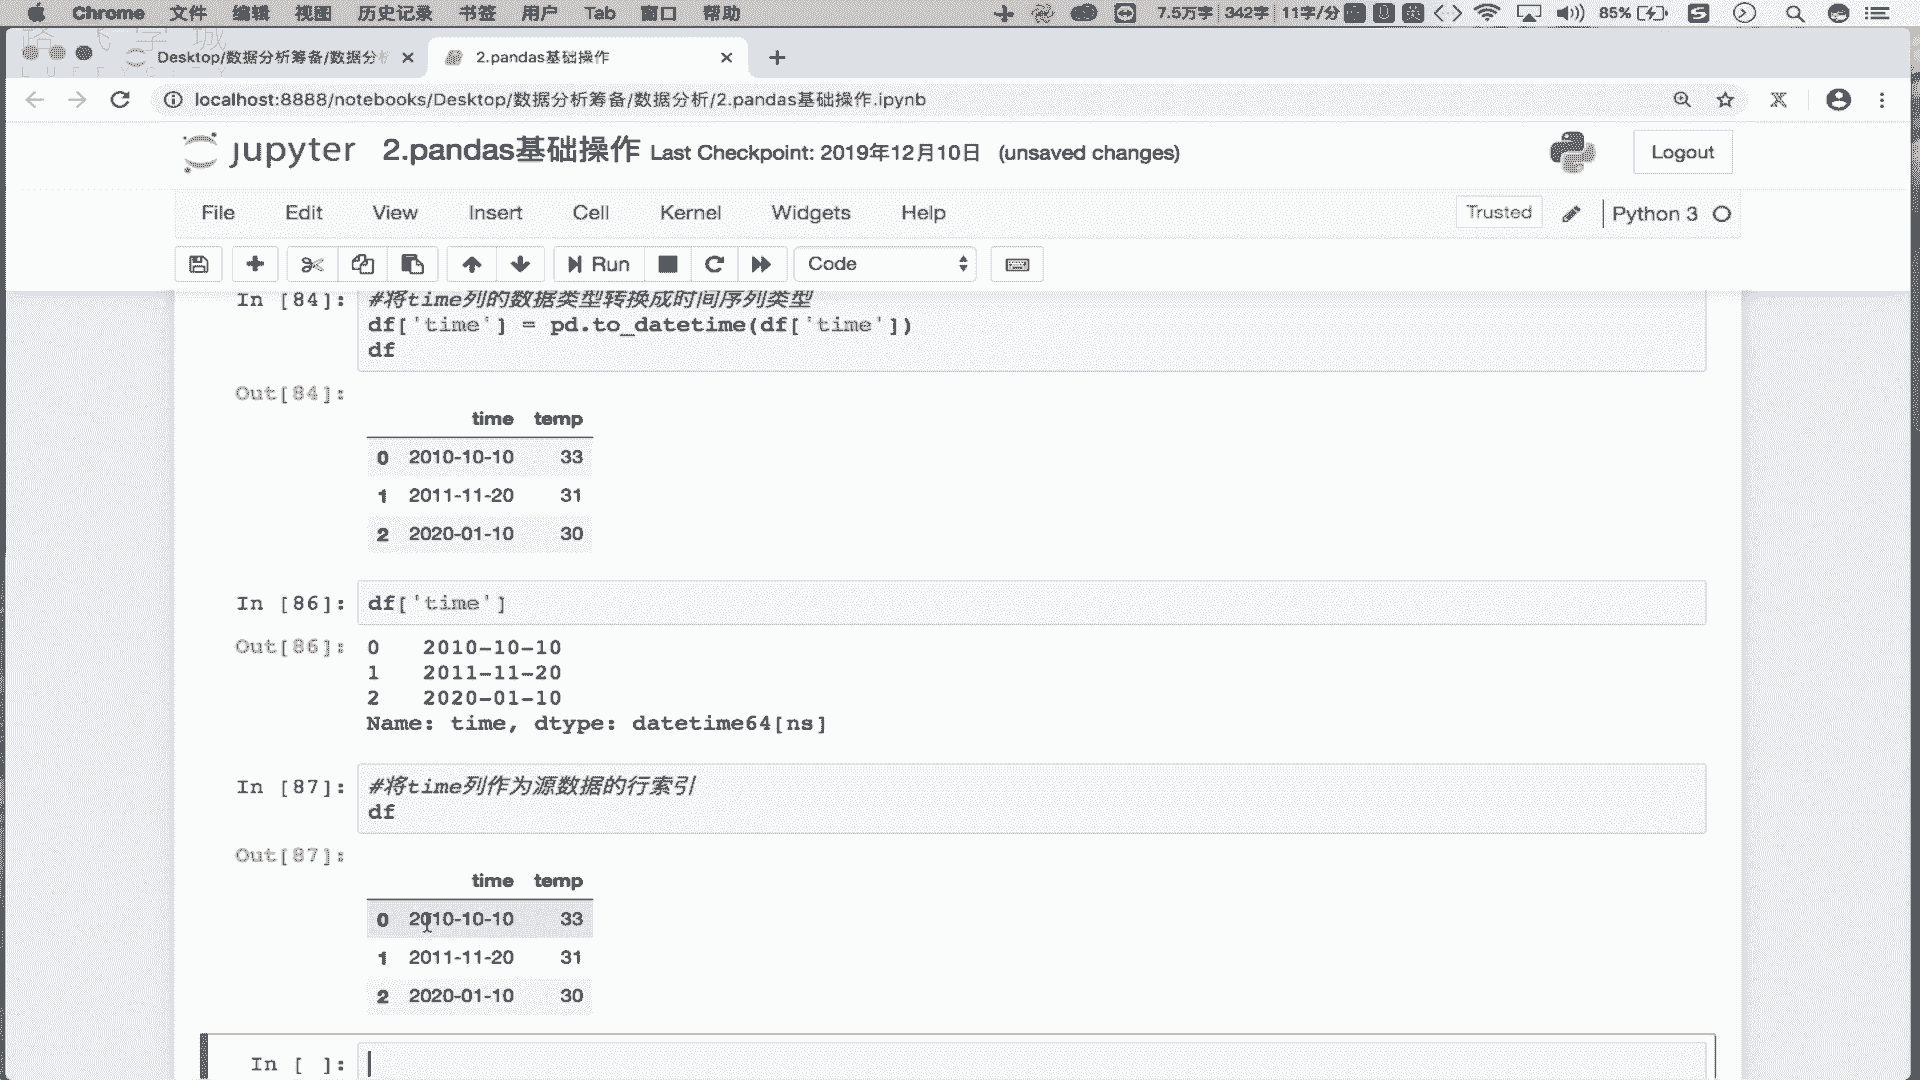 Chrome 文件 编辑 视图 历史记录 书签 用户 Tab 窗口 帮助 7.5万字 342字 11字/分 英 85%
路飞学城
LUFFYCITY
Desktop/数据分析筹备/数据分析
2.pandas基础操作
localhost:8888/notebooks/Desktop/数据分析筹备/数据分析/2.pandas基础操作.ipynb
jupyter 2.pandas基础操作 Last Checkpoint: 2019年12月10日 (unsaved changes) Logout
File Edit View Insert Cell Kernel Widgets Help Trusted Python 3
Run Code
In [84]: #将time列的数据类型转换成时间序列类型
df['time'] = pd.to_datetime(df['time'])
df
Out[84]:
time temp
0 2010-10-10 33
1 2011-11-20 31
2 2020-01-10 30
In [86]: df['time']
Out[86]: 0 2010-10-10
1 2011-11-20
2 2020-01-10
Name: time, dtype: datetime64[ns]
In [87]: #将time列作为源数据的行索引
df
Out[87]:
time temp
0 2010-10-10 33
1 2011-11-20 31
2 2020-01-10 30
In [ ]: